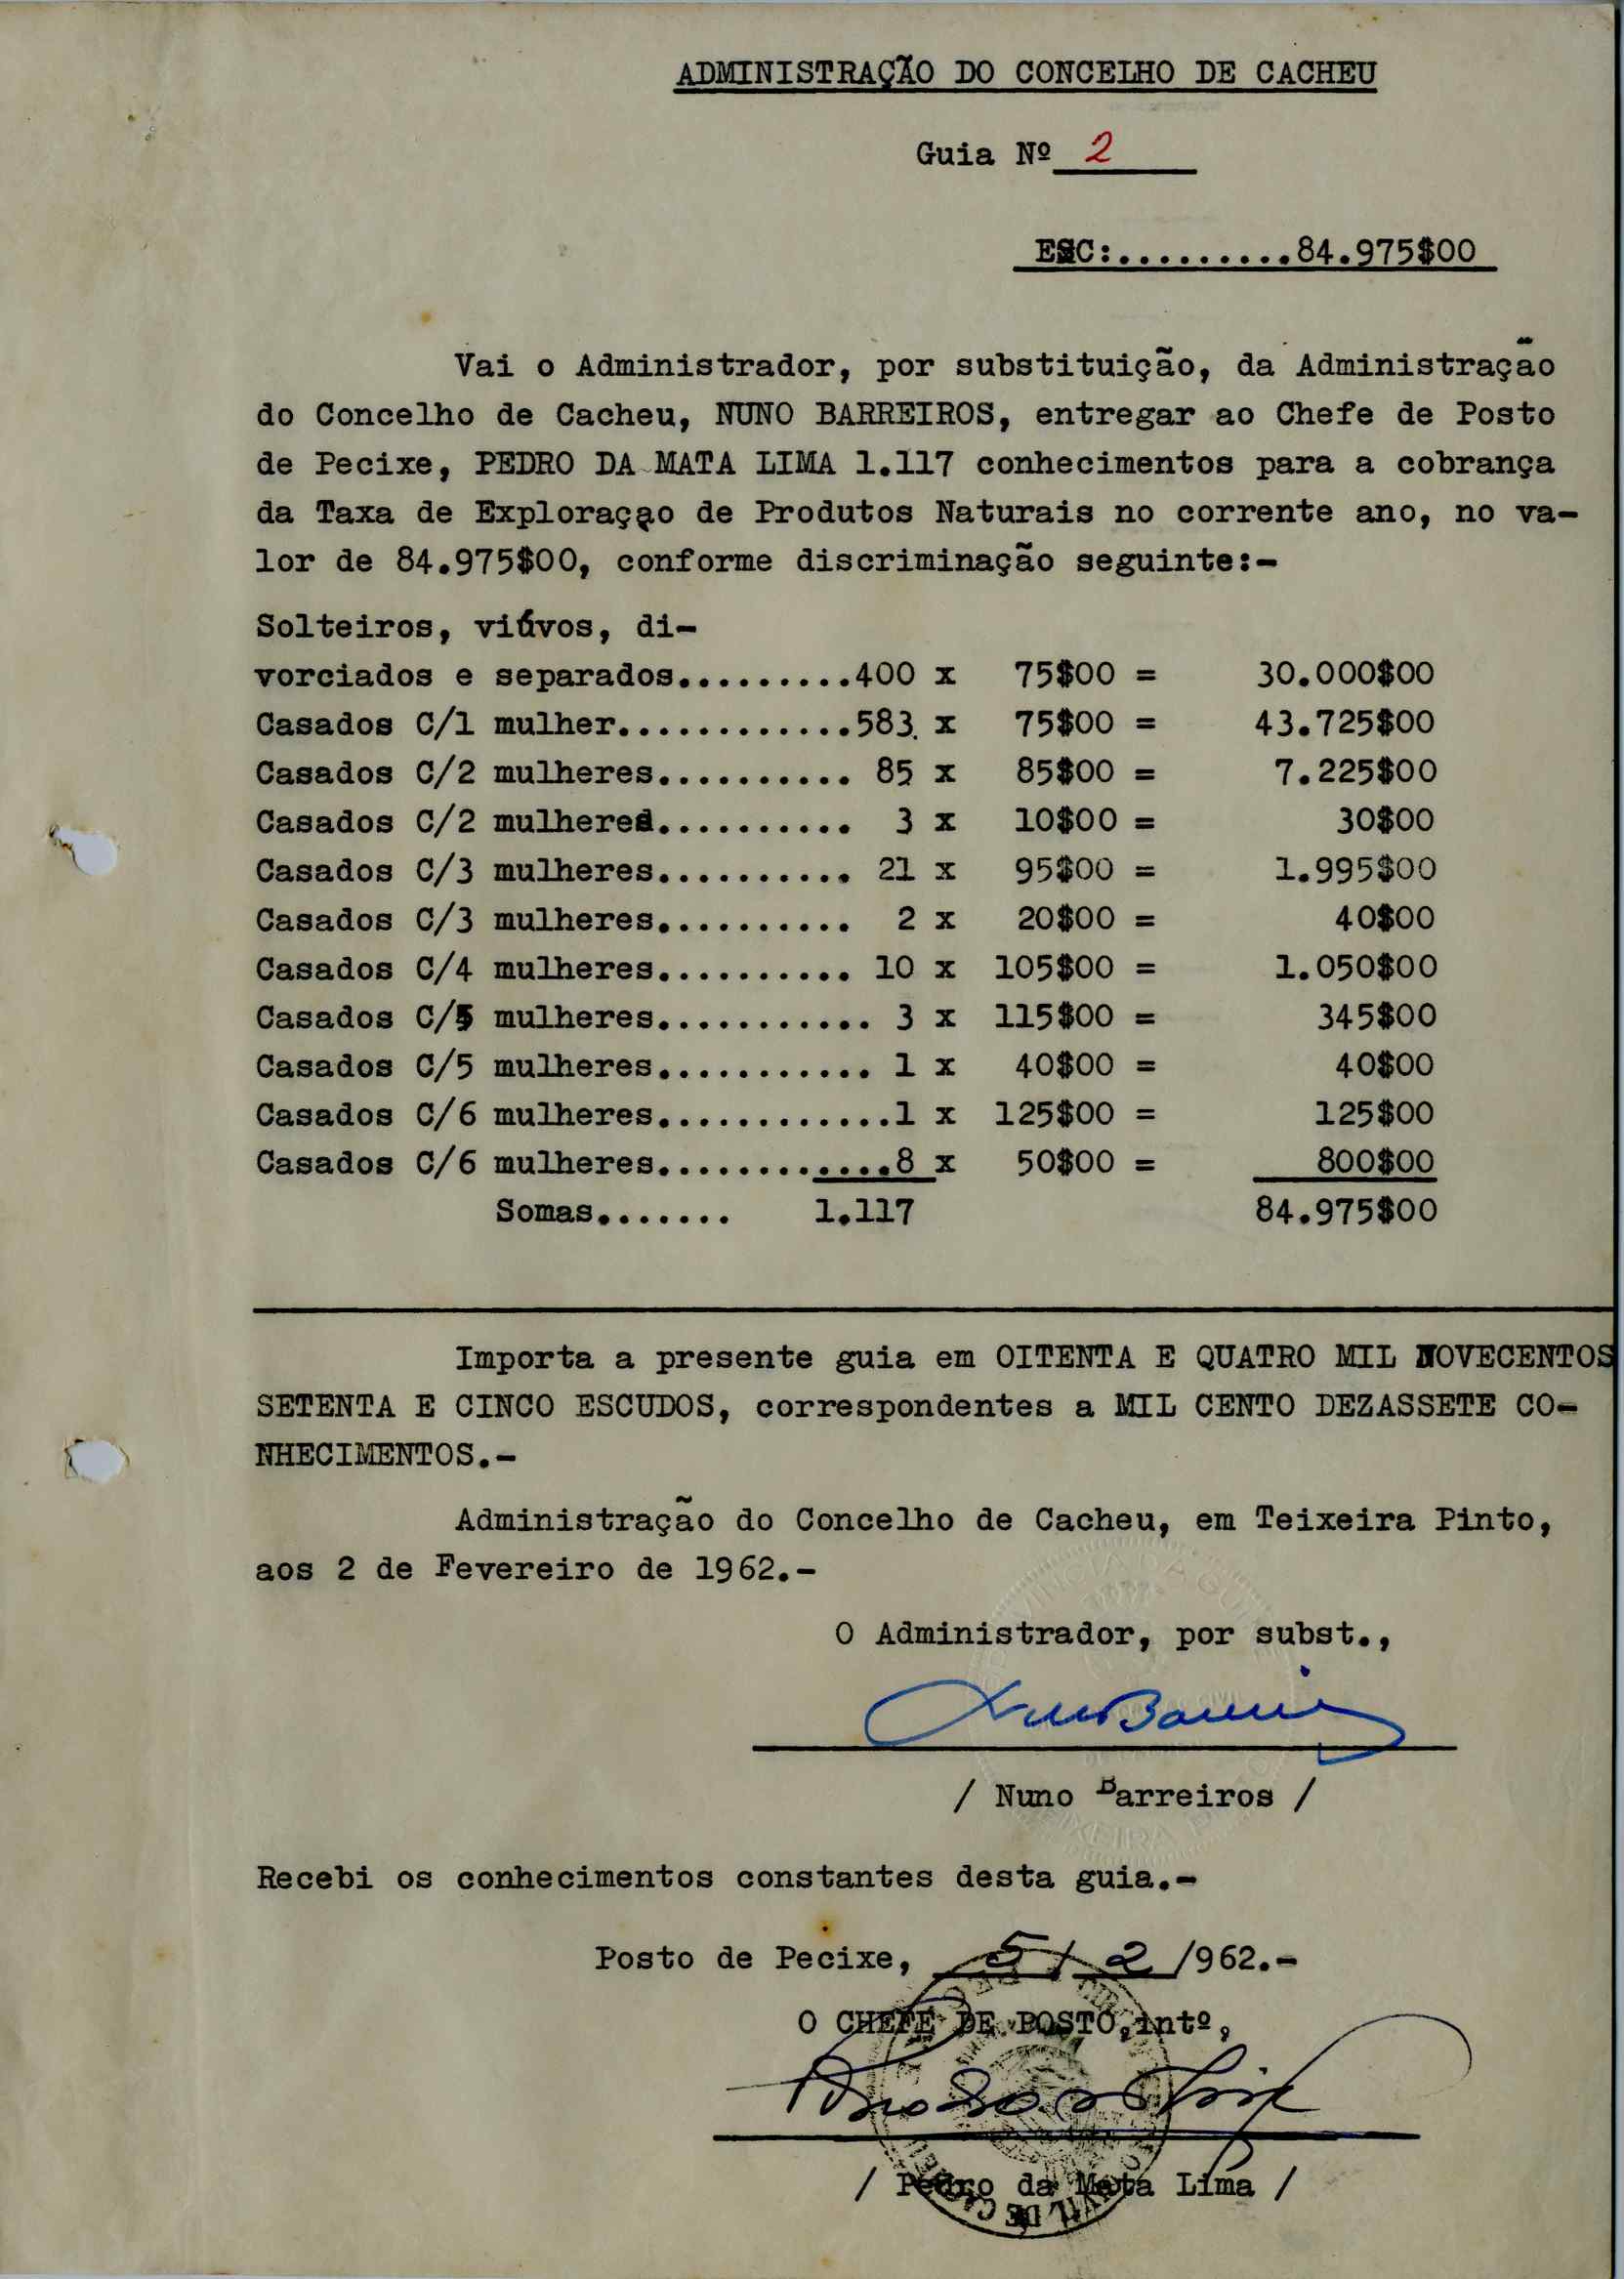 ADMINISTRAÇÃO DO CONCELHO DE CACHEU
Guia Nº 2
ESC:.........84.975$00
Vai o Administrador, por substituição, da Administração
do Concelho de Cacheu, NUNO BARREIROS, entregar ao Chefe de Posto
de Pecixe, PEDRO DA MATA LIMA 1.117 conhecimentos para a cobrança
da Taxa de Exploraçqo de Produtos Naturais no corrente ano, no va-
lor de 84.975$00, conforme discriminação seguinte:-
Solteiros, viúvos, di-
vorciados e separados.........400 x 75$00 = 30.000$00
Casados C/1 mulher............583 x 75$00 = 43.725$00
Casados C/2 mulheres.......... 85 x 85$00 = 7.225$00
Casados C/2 mulheres.......... 3 x 10$00 = 30$00
Casados C/3 mulheres.......... 21 x 95$00 = 1.995$00
Casados C/3 mulheres.......... 2 x 20$00 = 40$00
Casados C/4 mulheres.......... 10 x 105$00 = 1.050$00
Casados C/5 mulheres........... 3 x 115$00 = 345$00
Casados C/5 mulheres........... 1 x 40$00 = 40$00
Casados C/6 mulheres............1 x 125$00 = 125$00
Casados C/6 mulheres............8 x 50$00 = 800$00
Somas....... 1.117 84.975$00
Importa a presente guia em OITENTA E QUATRO MIL NOVECENTOS
SETENTA E CINCO ESCUDOS, correspondentes a MIL CENTO DEZASSETE CO-
NHECIMENTOS.-
Administração do Concelho de Cacheu, em Teixeira Pinto,
aos 2 de Fevereiro de 1962.-
O Administrador, por subst.,
/ Nuno Barreiros /
Recebi os conhecimentos constantes desta guia.-
Posto de Pecixe, 5/2/962.-
O CHEFE DE POSTO,intº,
/ Pedro da Mata Lima /